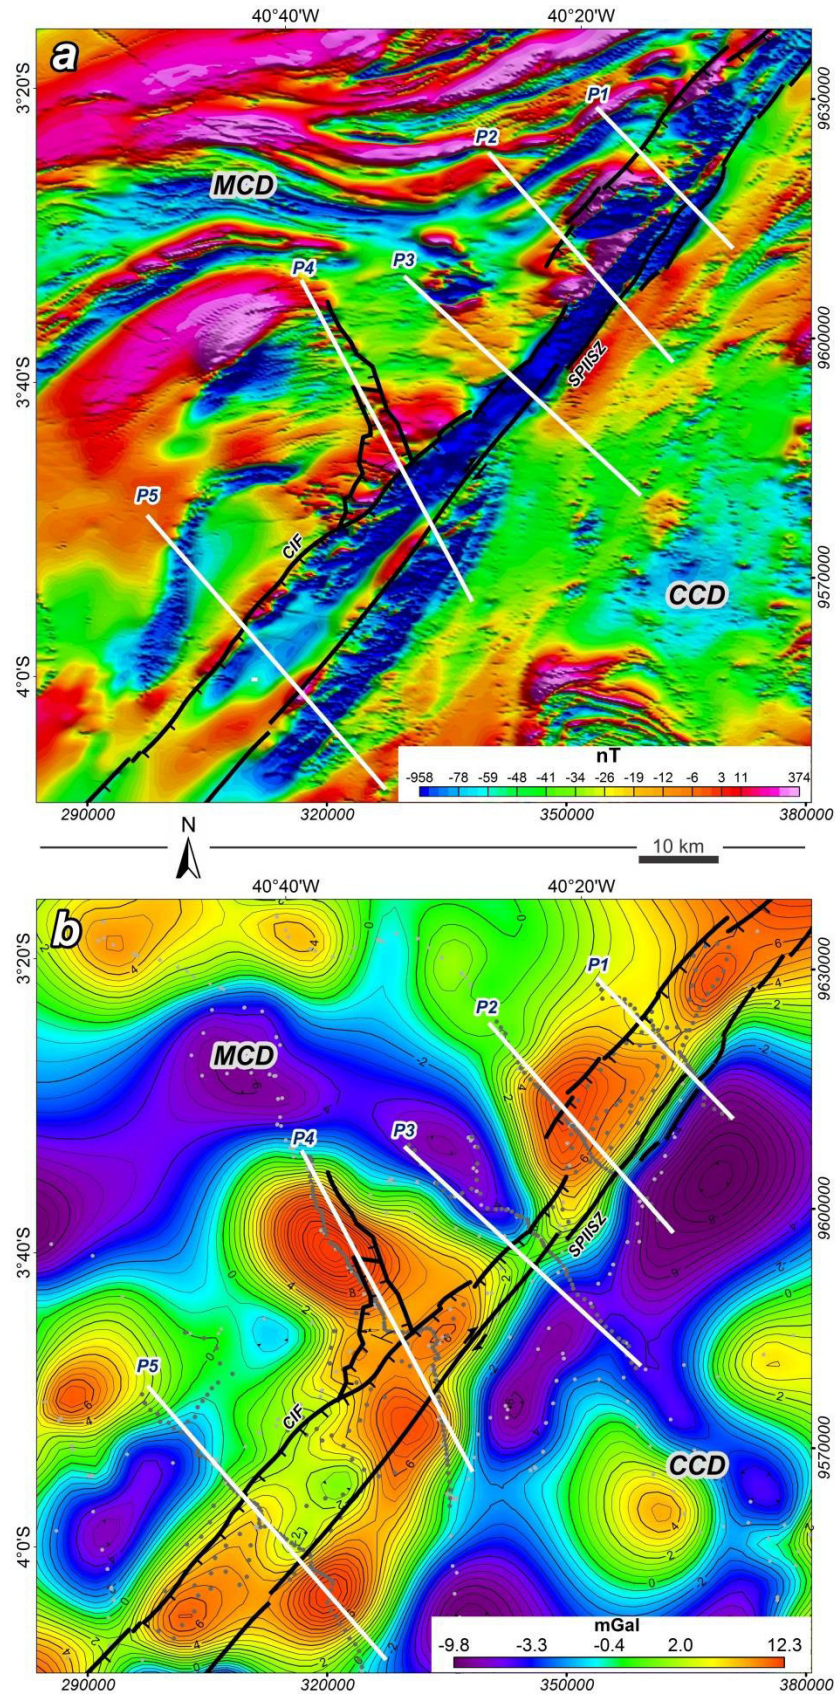 40°40'W 40°20'W
a
3°20'S
9630000
P1
P2
MCD
P4
P3
9600000
SPIISZ
3°40'S
P5
CIF
9570000
CCD
4°0'S
nT
-958 -78 -59 -48 -41 -34 -26 -19 -12 -6 3 11 374
290000 320000 350000 380000
N
10 km
40°40'W 40°20'W
b
3°20'S
9630000
P1
P2
MCD
P4
P3
9600000
SPIISZ
3°40'S
P5
CIF
9570000
CCD
4°0'S
mGal
-9.8 -3.3 -0.4 2.0 12.3
290000 320000 350000 380000